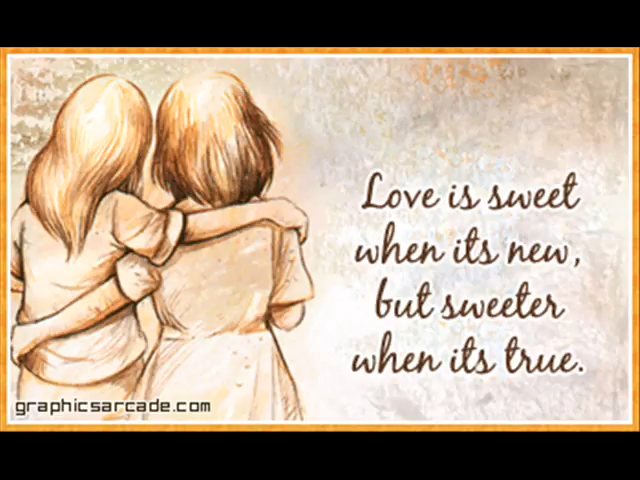 Love is sweet
when its new,
but sweeter
when its true.
graphicsarcade.com